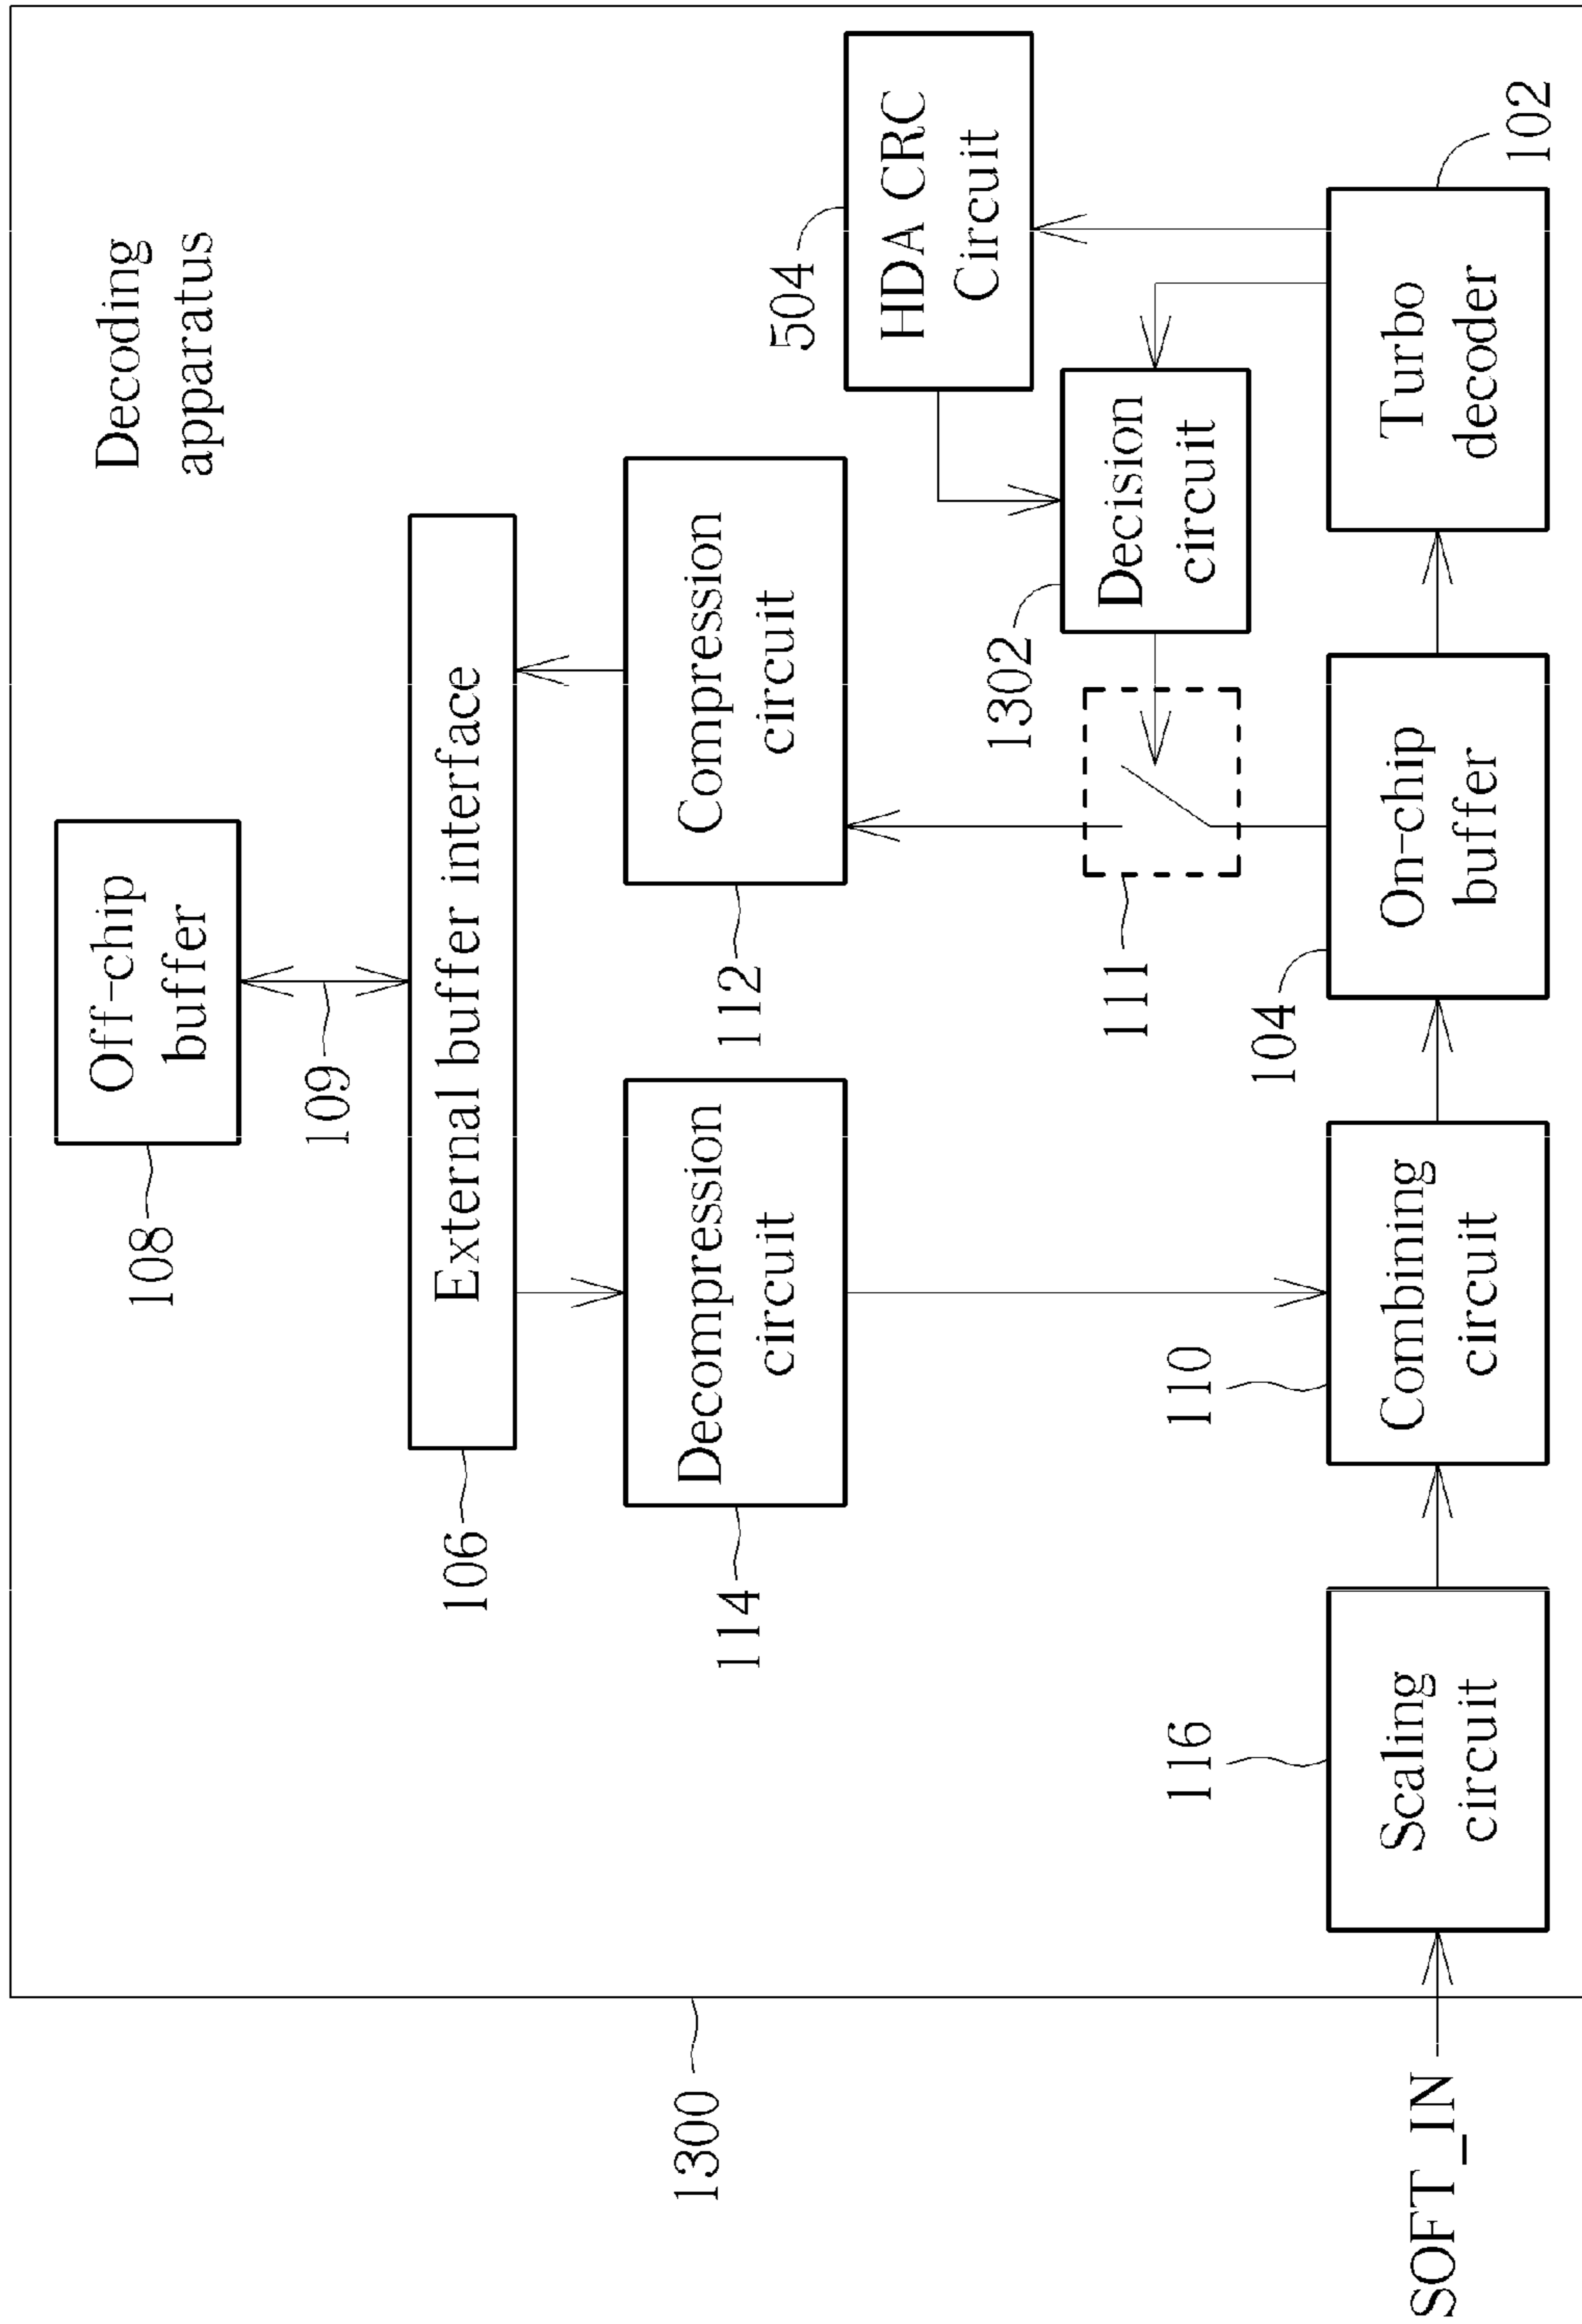 Decoding
apparatus
108
Off-chip
buffer
109
106
External buffer interface
114
Decompression
circuit
112
Compression
circuit
504
HDA CRC
Circuit
1300
111
1302
Decision
circuit
116
110
104
SOFT_IN
Scaling
circuit
Combining
circuit
On-chip
buffer
Turbo
decoder
102